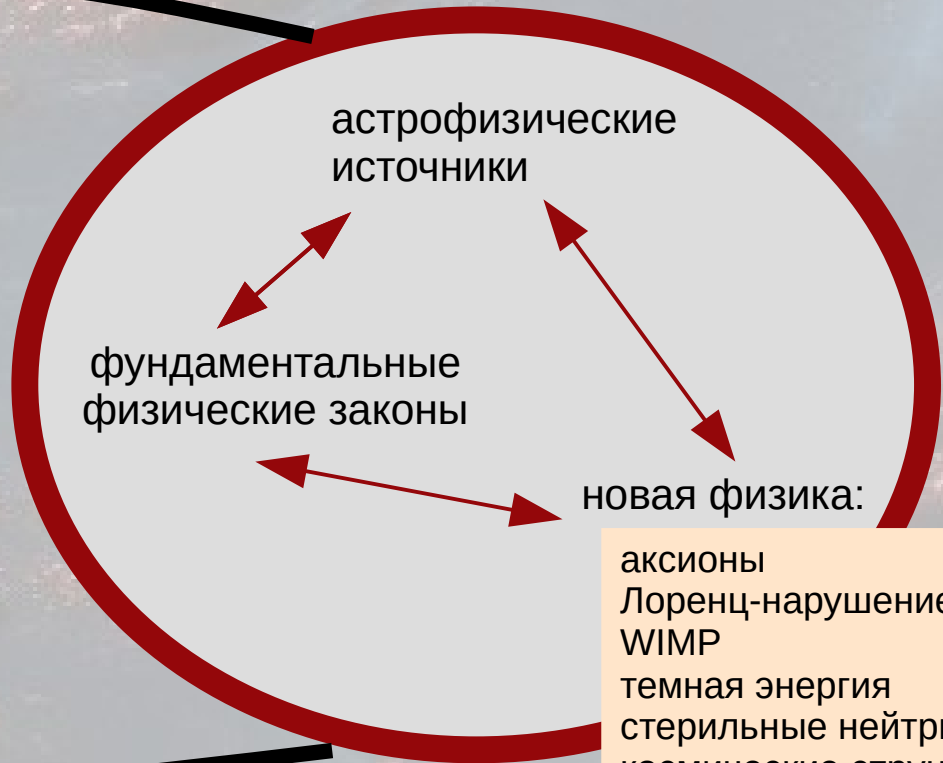 астрофизические
источники
фундаментальные
физические законы
новая физика:
аксионы
Лоренц-нарушение
WIMP
темная энергия
стерильные